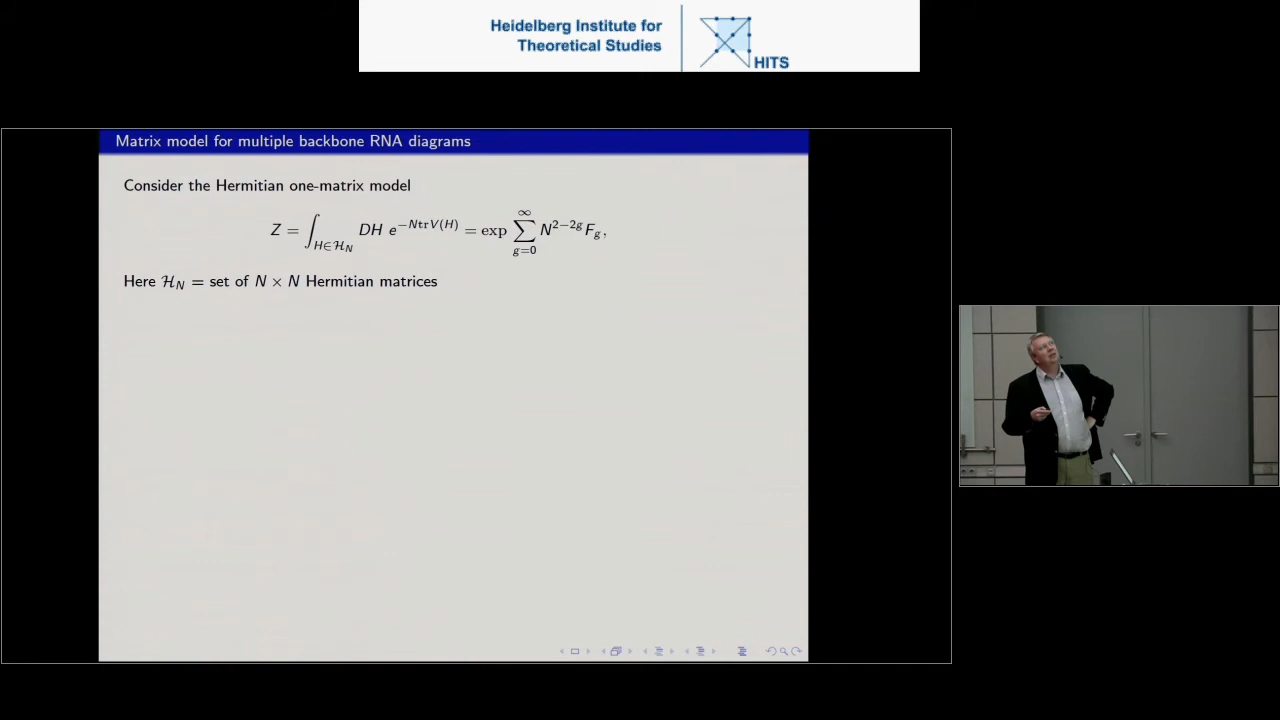 Heidelberg Institute for
Theoretical Studies
HITS
Matrix model for multiple backbone RNA diagrams
Consider the Hermitian one-matrix model
Z = ∫_{H∈ℋ_N} DH e^{−NtrV(H)} = exp ∑_{g=0}^{∞} N^{2−2g} F_g,
Here ℋ_N = set of N × N Hermitian matrices